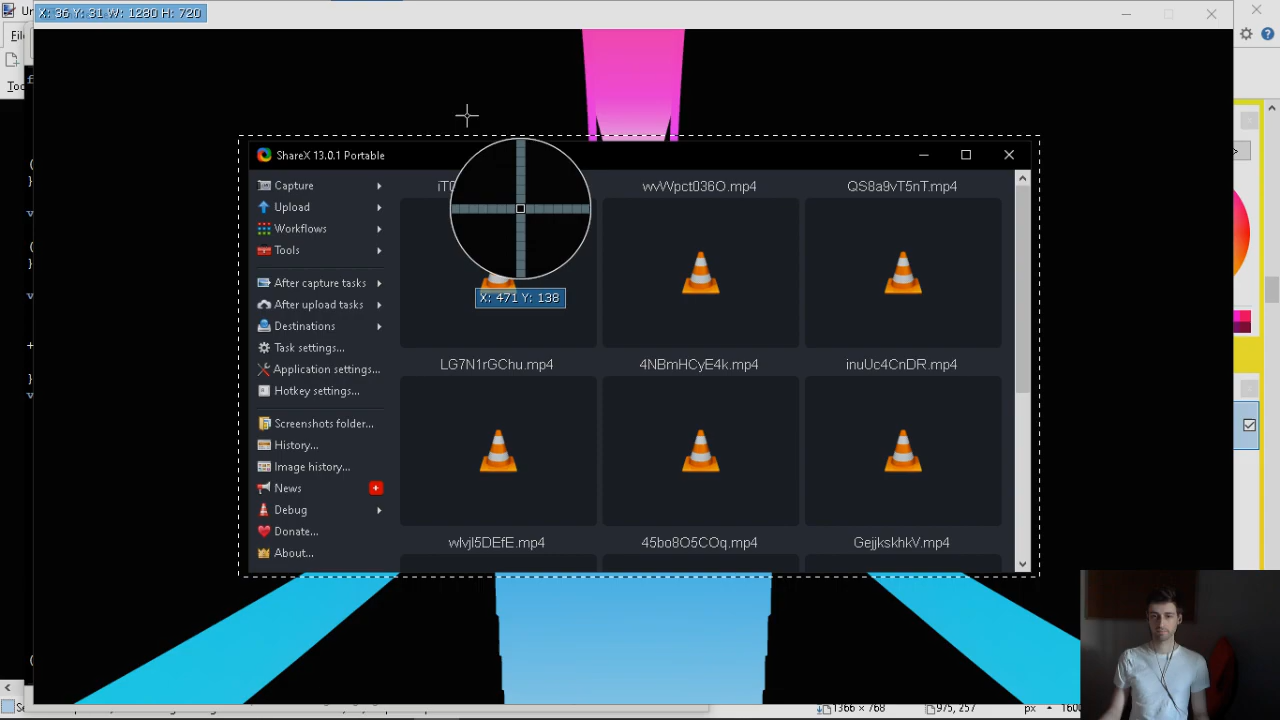 X: 36 Y: 31 W: 1280 H: 720
Fil
Too
ShareX 13.0.1 Portable
Capture
Upload
Workflows
Tools
After capture tasks
After upload tasks
Destinations
Task settings...
Application settings...
Hotkey settings...
Screenshots folder...
History...
Image history...
News
Debug
Donate...
About...
wvWpct036O.mp4
QS8a9vT5nT.mp4
X: 471 Y: 138
LG7N1rGChu.mp4
4NBmHCyE4k.mp4
inuUc4CnDR.mp4
wlvjI5DEfE.mp4
45bo8O5COq.mp4
GejjkskhkV.mp4
1366 × 768
975, 257
px